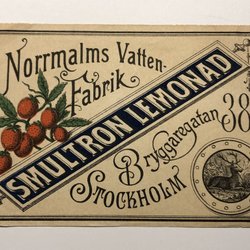 Norrmalms Vatten-
Fabrik
SMULTRON LEMONAD
Bryggaregatan 38
STOCKHOLM